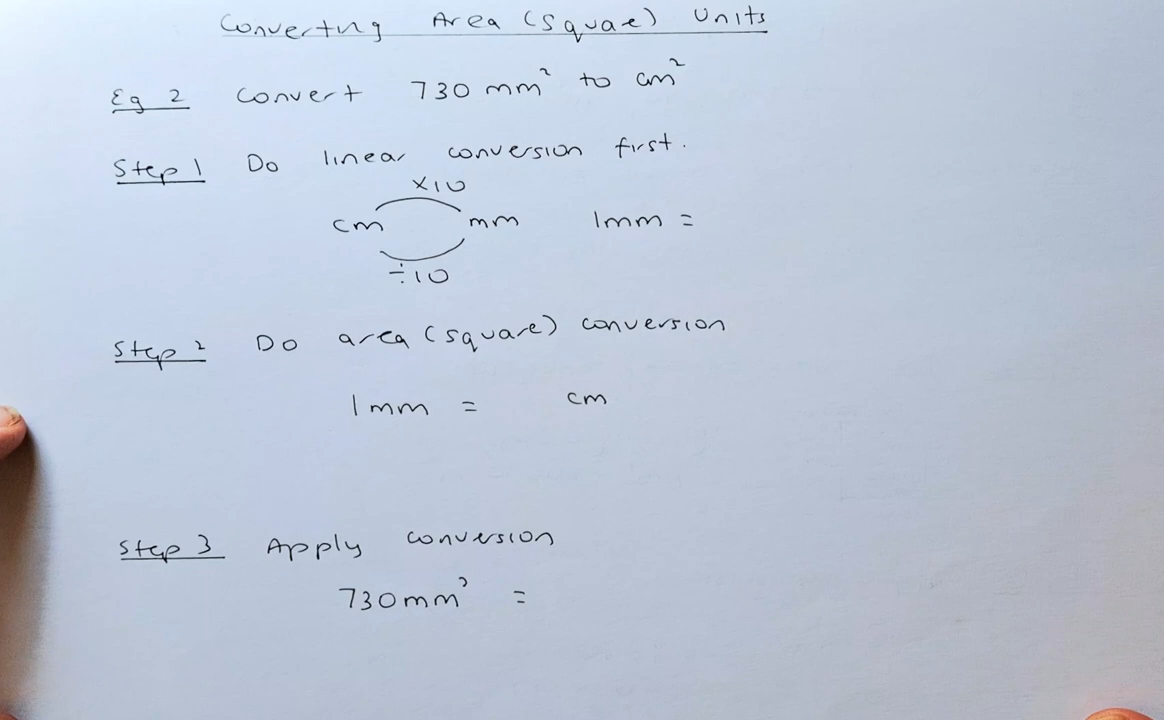 Converting Area (Squae) Units
Eg 2 Convert 730 mm² to cm²
Step 1 Do linear conversion first.
×10
cm mm 1mm =
÷10
Step 2 Do area (square) conversion
1mm = cm
Step 3 Apply conversion
730mm² =